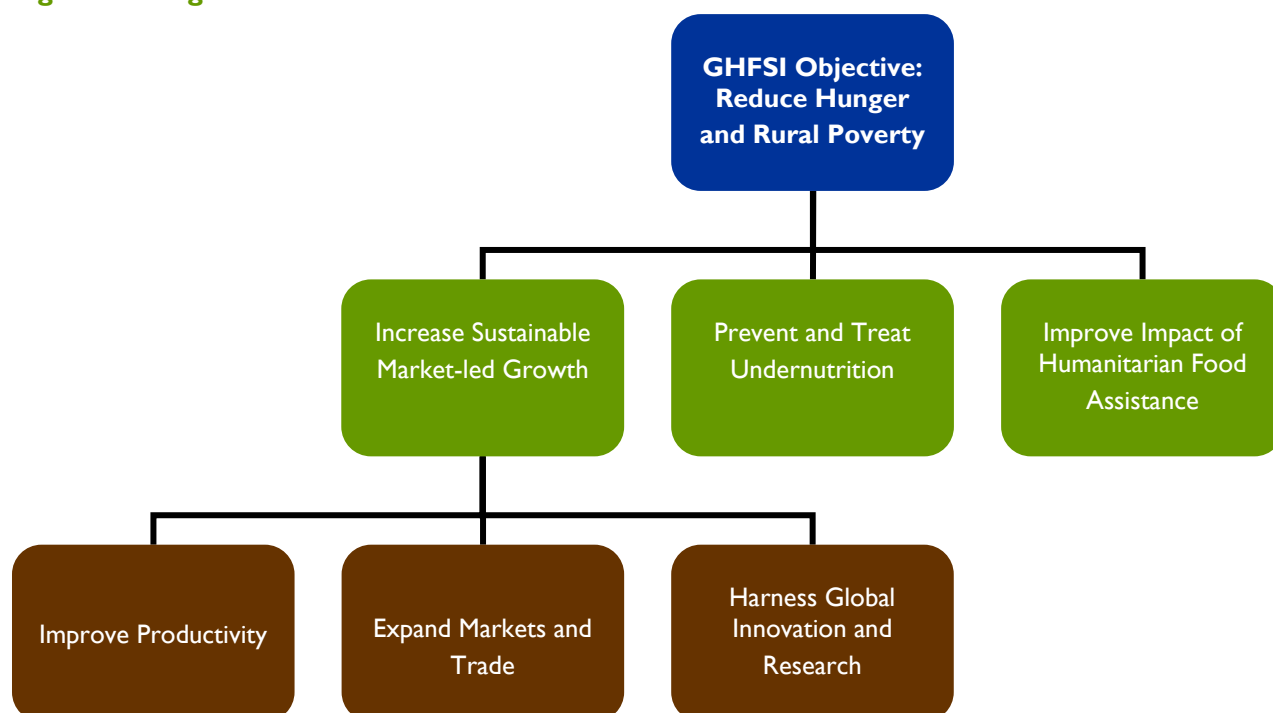 GHFSI Objective:
Reduce Hunger
and Rural Poverty
Increase Sustainable
Market-led Growth
Prevent and Treat
Undernutrition
Improve Impact of
Humanitarian Food
Assistance
Improve Productivity
Expand Markets and
Trade
Harness Global
Innovation and
Research